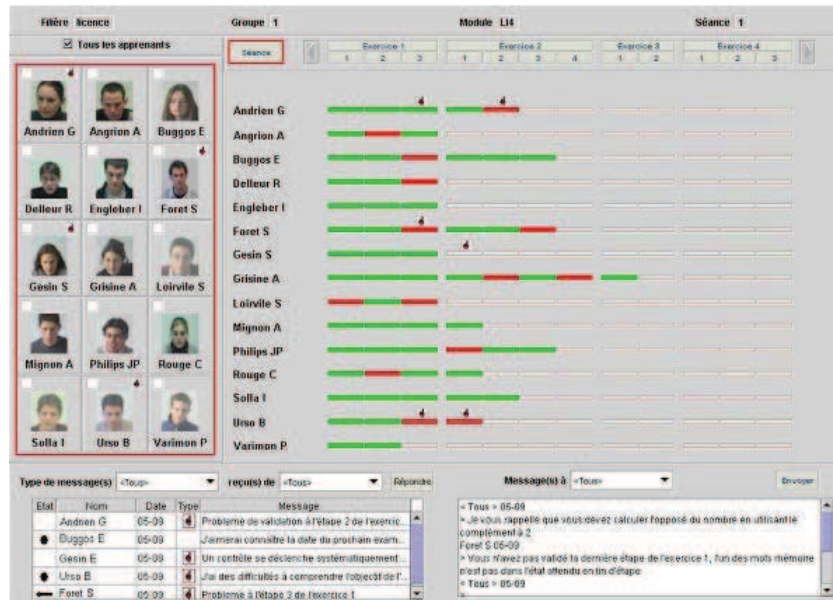 Filière licence Groupe 1 Module LI4 Séance 1
Tous les apprenants
Séance Exercice 1 Exercice 2 Exercice 3 Exercice 4
1 2 3 1 2 3 4 1 2 1 2 3 4
Andrien G Angrion A Buggos E
Delleur R Engleber I Foret S
Gesin S Grisine A Loirvile S
Mignon A Philips JP Rouge C
Solla I Urso B Varimon P
Andrien G
Angrion A
Buggos E
Delleur R
Engleber I
Foret S
Gesin S
Grisine A
Loirvile S
Mignon A
Philips JP
Rouge C
Solla I
Urso B
Varimon P
Type de message(s) <Tous> reçu(s) de <Tous> Répondre
Etat Nom Date Type Message
Andrien G 05-09 Problème de validation à l'étape 2 de l'exercic...
Buggos E 05-09 J'aimerai connaître la date du prochain exam...
Gesin E 05-09 Un contrôle se déclenche systématiquement...
Urso B 05-09 J'ai des difficultés à comprendre l'objectif de l'...
Foret S 05-09 Problème à l'étape 3 de l'exercice 1
Message(s) à <Tous> Envoyer
< Tous > 05-09
> Je vous rappelle que vous devez calculer l'opposé du nombre en utilisant le
complément à 2
Foret S 05-09
> Vous n'avez pas validé la dernière étape de l'exercice 1, l'un des mots mémoire
n'est pas dans l'état attendu en fin d'étape
< Tous > 05-09
>